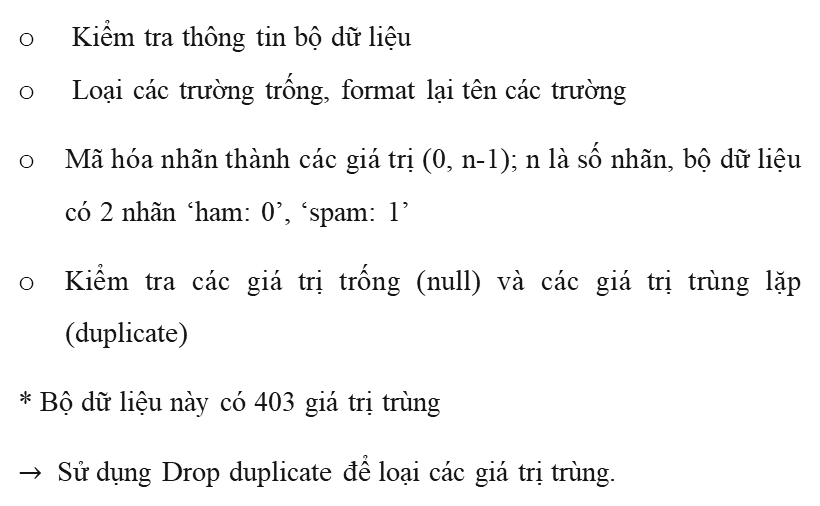 o Kiểm tra thông tin bộ dữ liệu
o Loại các trường trống, format lại tên các trường
o Mã hóa nhãn thành các giá trị (0, n-1); n là số nhãn, bộ dữ liệu
có 2 nhãn ‘ham: 0’, ‘spam: 1’
o Kiểm tra các giá trị trống (null) và các giá trị trùng lặp
(duplicate)
* Bộ dữ liệu này có 403 giá trị trùng
→ Sử dụng Drop duplicate để loại các giá trị trùng.